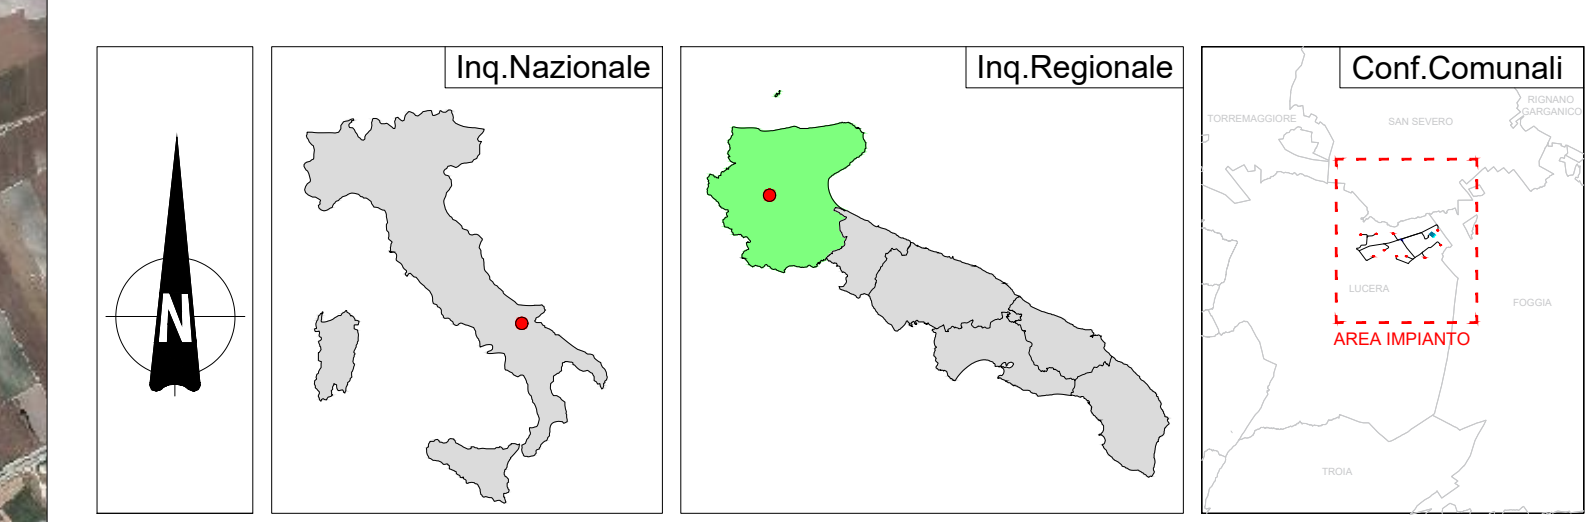 N
Inq.Nazionale
Inq.Regionale
Conf.Comunali
RIGNANO
GARGANICO
TORREMAGGIORE
SAN SEVERO
LUCERA
FOGGIA
AREA IMPIANTO
TROIA